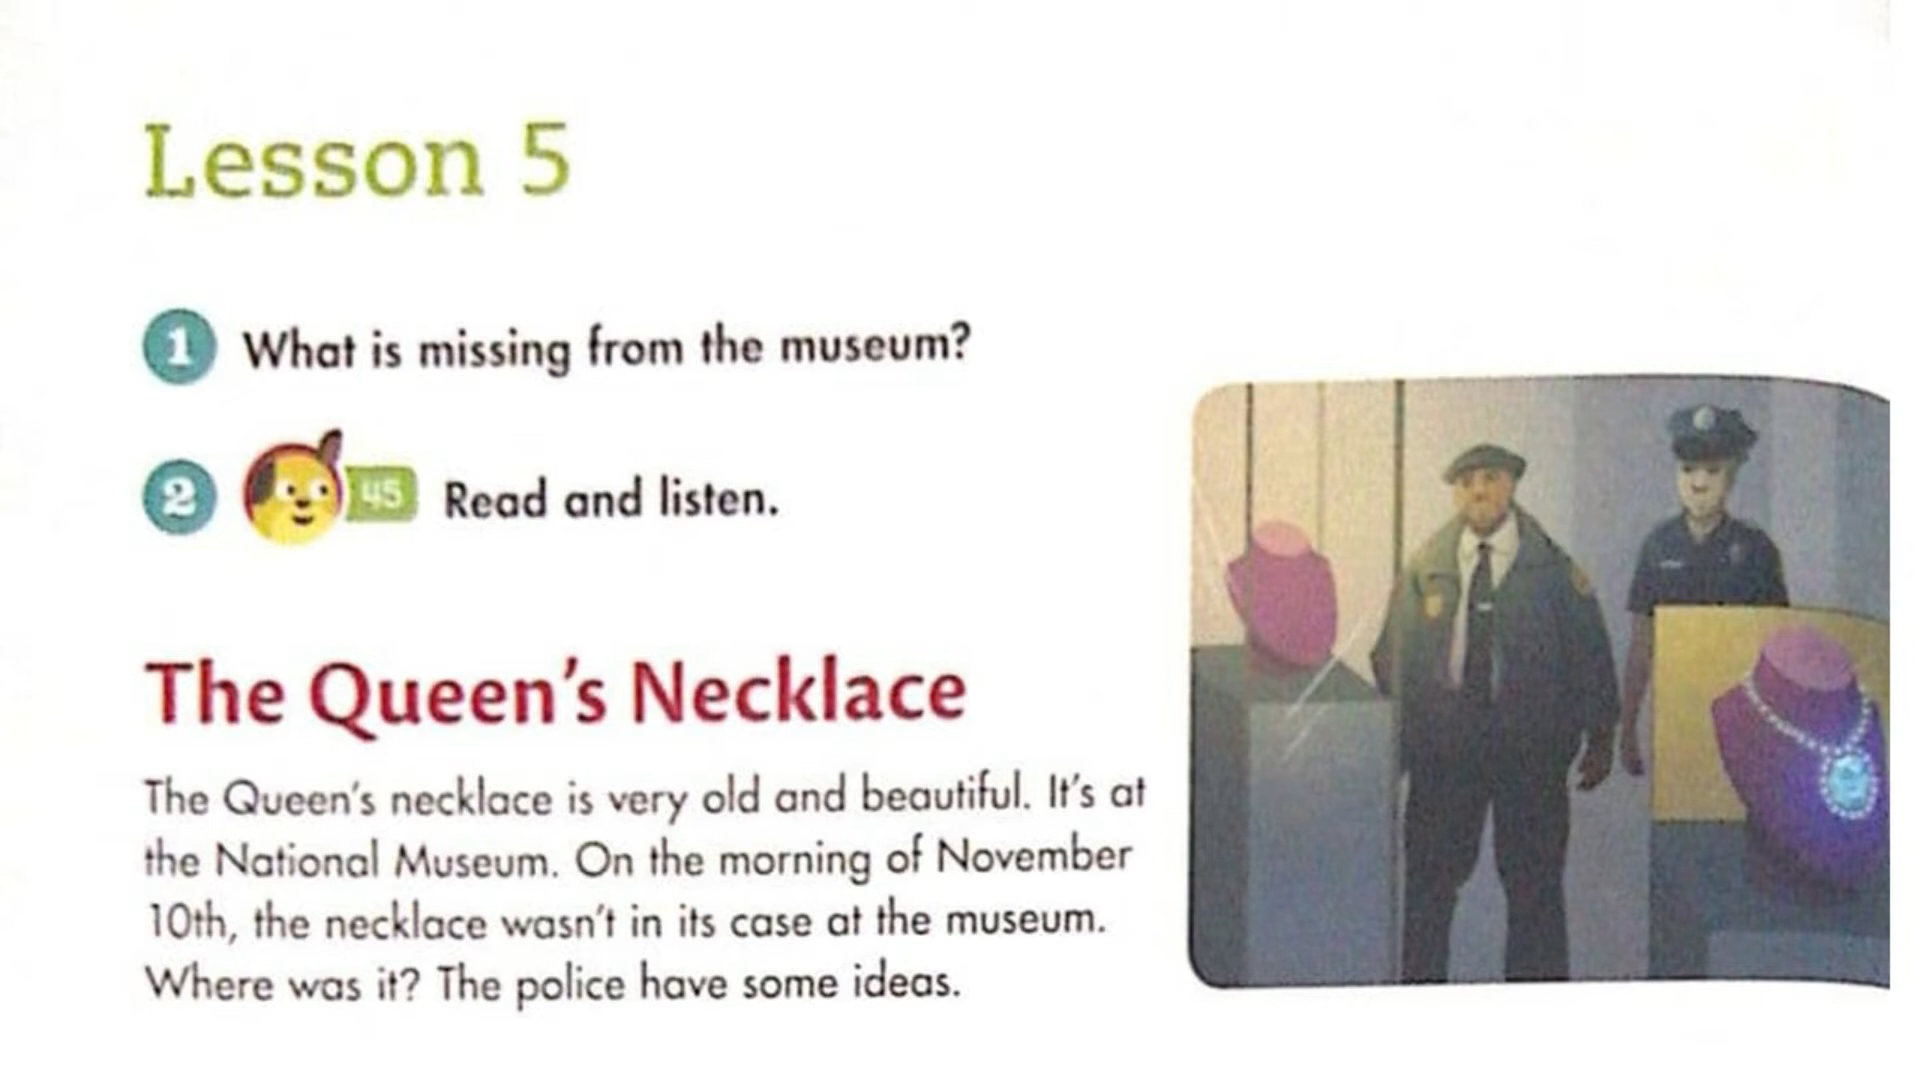 Lesson 5
1 What is missing from the museum?
2 45 Read and listen.
The Queen's Necklace
The Queen's necklace is very old and beautiful. It's at
the National Museum. On the morning of November
10th, the necklace wasn't in its case at the museum.
Where was it? The police have some ideas.